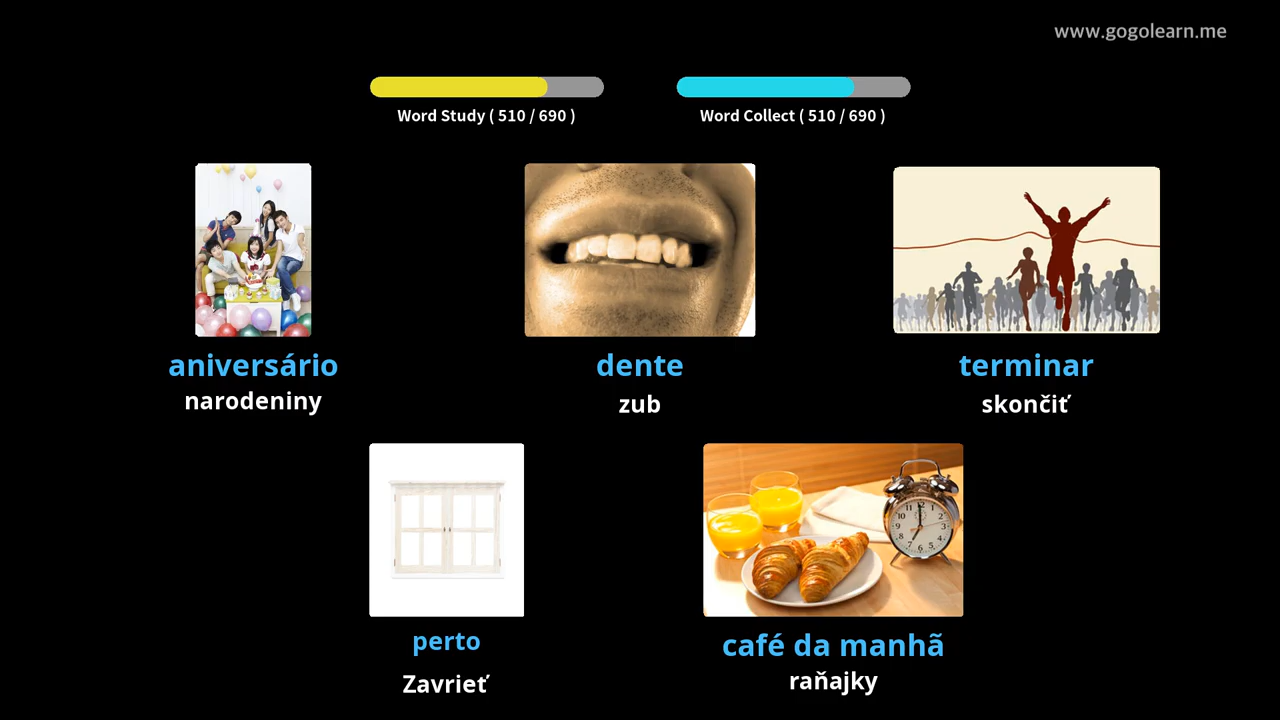 www.gogolearn.me
Word Study ( 510 / 690 )
Word Collect ( 510 / 690 )
aniversário
narodeniny
dente
zub
terminar
skončiť
perto
Zavrieť
café da manhã
raňajky